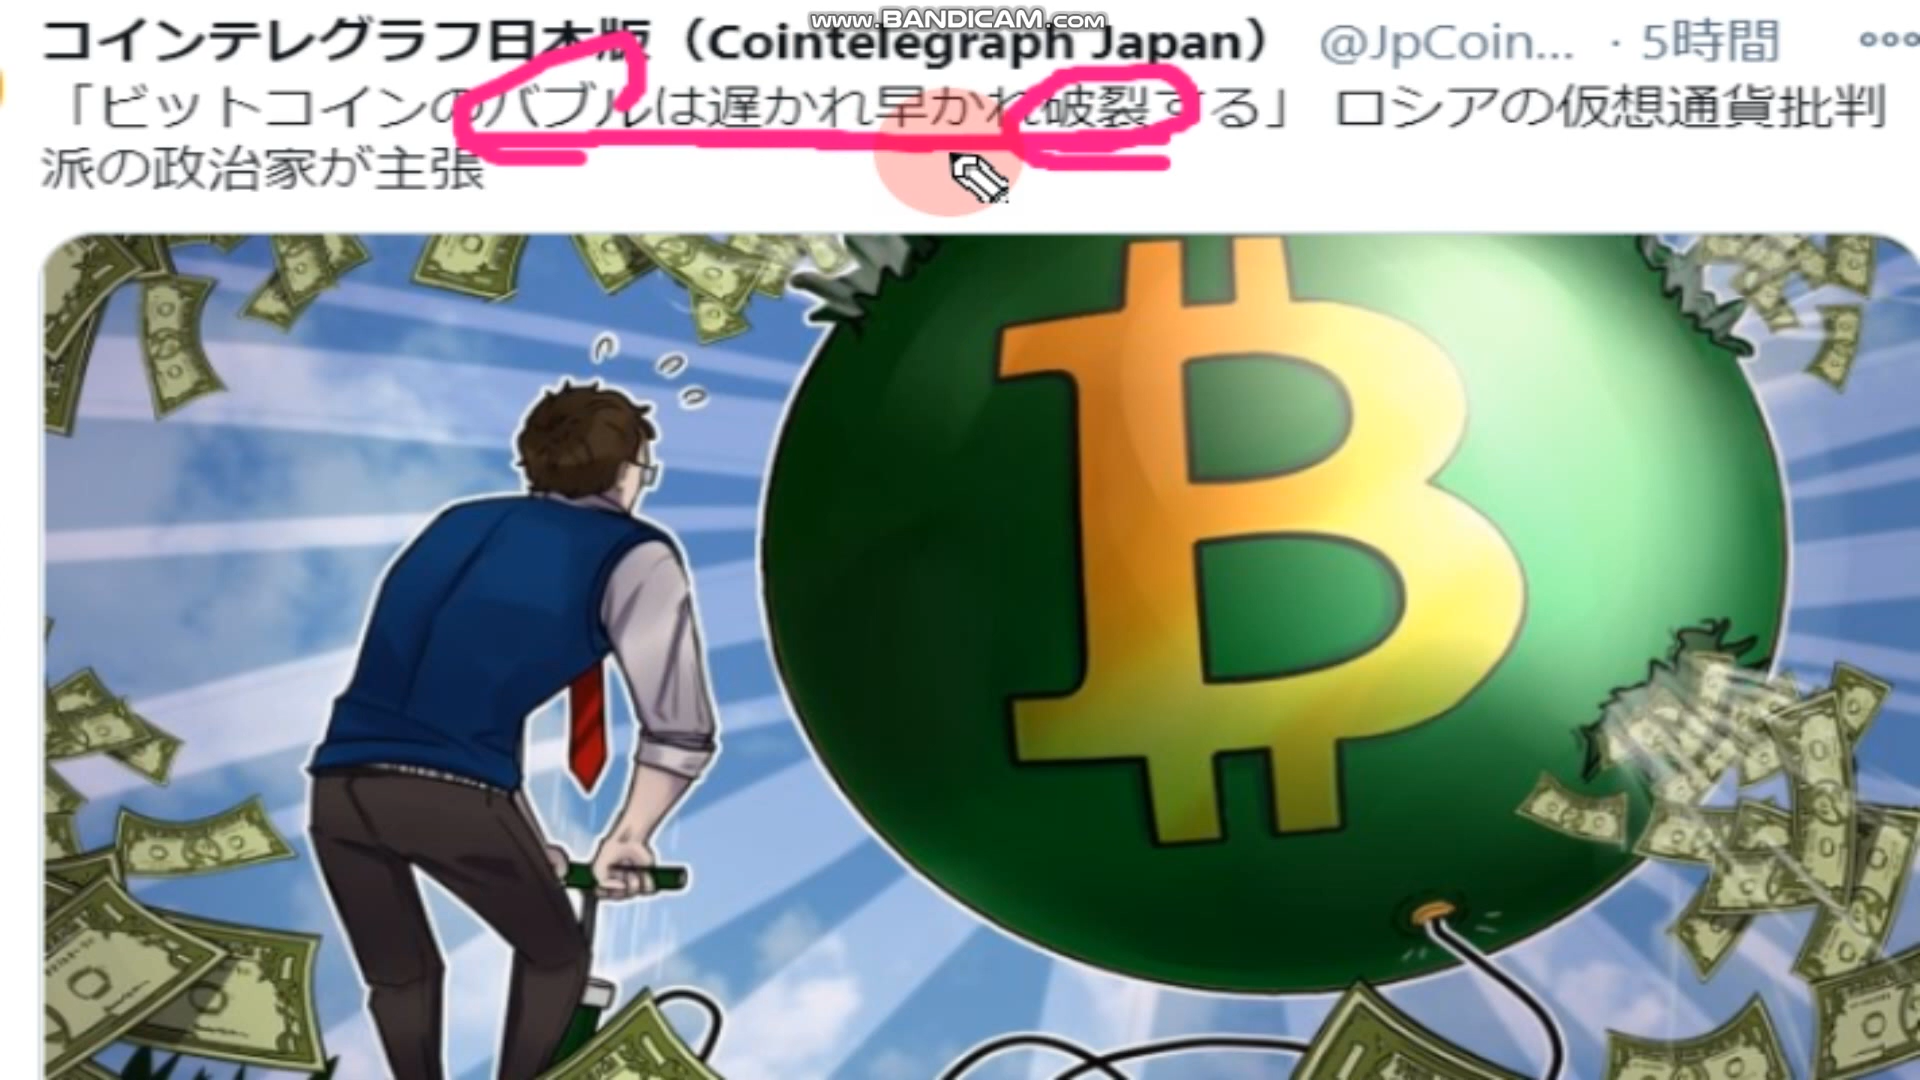 www.BANDICAM.COM
コインテレグラフ日本版（Cointelegraph Japan） @JpCoin... · 5時間
「ビットコインのバブルは遅かれ早かれ破裂する」 ロシアの仮想通貨批判
派の政治家が主張